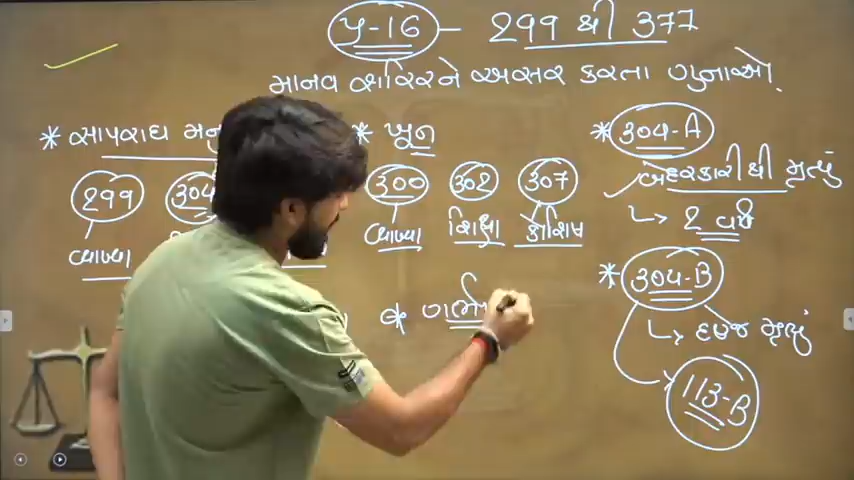 પ્ર-16 - 299 થી 377
માનવ શરિરને અસર કરતા ગુનાઓ.
* સાપરાધ
299
વ્યાખ્યા
* ખૂન
300 302 307
વ્યાખ્યા શિક્ષા કોશિષ
*
* 304-A
બેદરકારીથી મૃત્યું
2 વર્ષ
* 304-B
દહેજ મૃત્યું
113-B